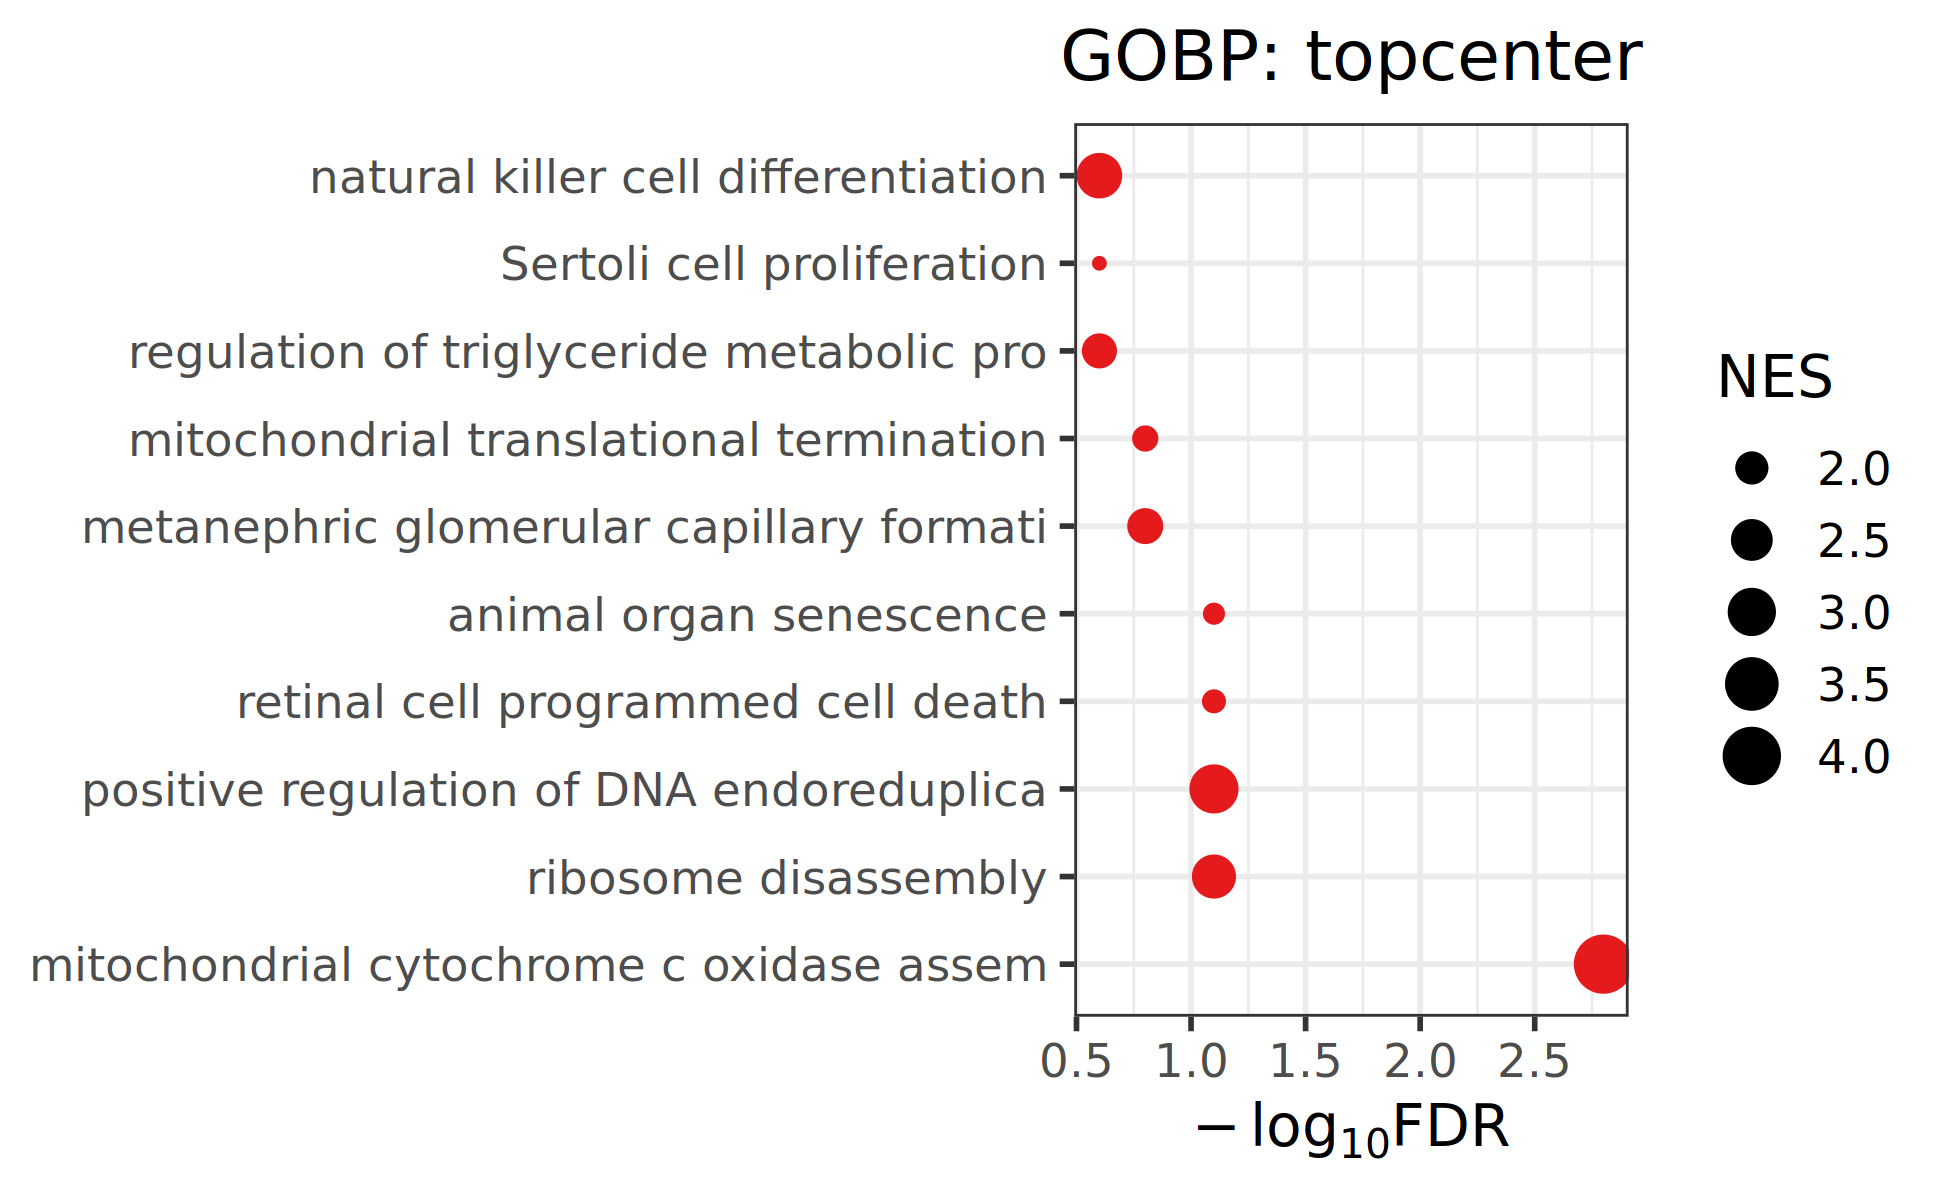 GOBP: topcenter
natural killer cell differentiation
Sertoli cell proliferation
regulation of triglyceride metabolic pro
mitochondrial translational termination
metanephric glomerular capillary formati
animal organ senescence
retinal cell programmed cell death
positive regulation of DNA endoreduplica
ribosome disassembly
mitochondrial cytochrome c oxidase assem
0.5 1.0 1.5 2.0 2.5
− log₁₀FDR
NES
2.0
2.5
3.0
3.5
4.0